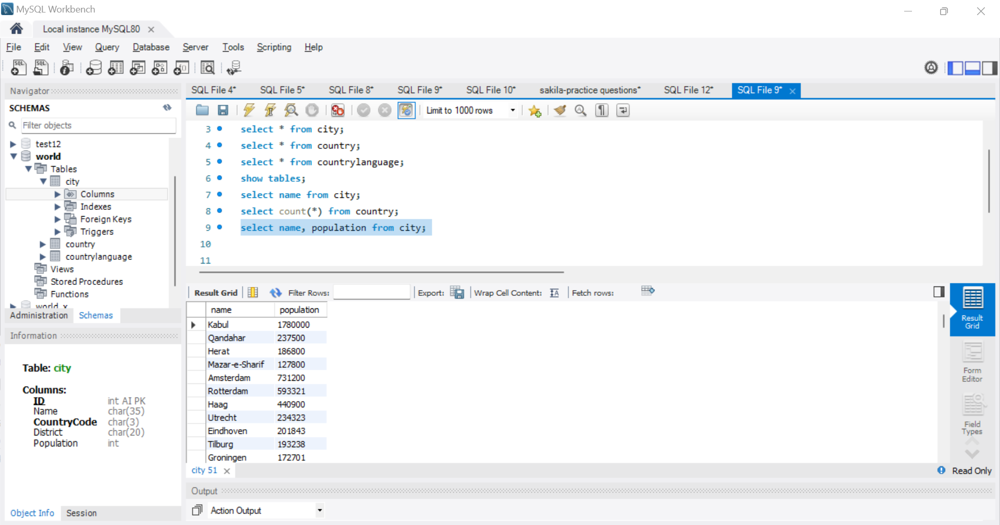 MySQL Workbench
Local instance MySQL80
File Edit View Query Database Server Tools Scripting Help
Navigator
SCHEMAS
Filter objects
test12
world
Tables
city
Columns
Indexes
Foreign Keys
Triggers
country
countrylanguage
Views
Stored Procedures
Functions
world_x
Administration Schemas
Information
Table: city
Columns:
ID int AI PK
Name char(35)
CountryCode char(3)
District char(20)
Population int
Object Info Session
SQL File 4* SQL File 5* SQL File 8* SQL File 9* SQL File 10* sakila-practice questions* SQL File 12* SQL File 9*
Limit to 1000 rows
3 select * from city;
4 select * from country;
5 select * from countrylanguage;
6 show tables;
7 select name from city;
8 select count(*) from country;
9 select name, population from city;
10
11
Result Grid Filter Rows: Export: Wrap Cell Content: Fetch rows:
name population
Kabul 1780000
Qandahar 237500
Herat 186800
Mazar-e-Sharif 127800
Amsterdam 731200
Rotterdam 593321
Haag 440900
Utrecht 234323
Eindhoven 201843
Tilburg 193238
Groningen 172701
Result
Grid
Form
Editor
Field
Types
city 51
Read Only
Output
Action Output